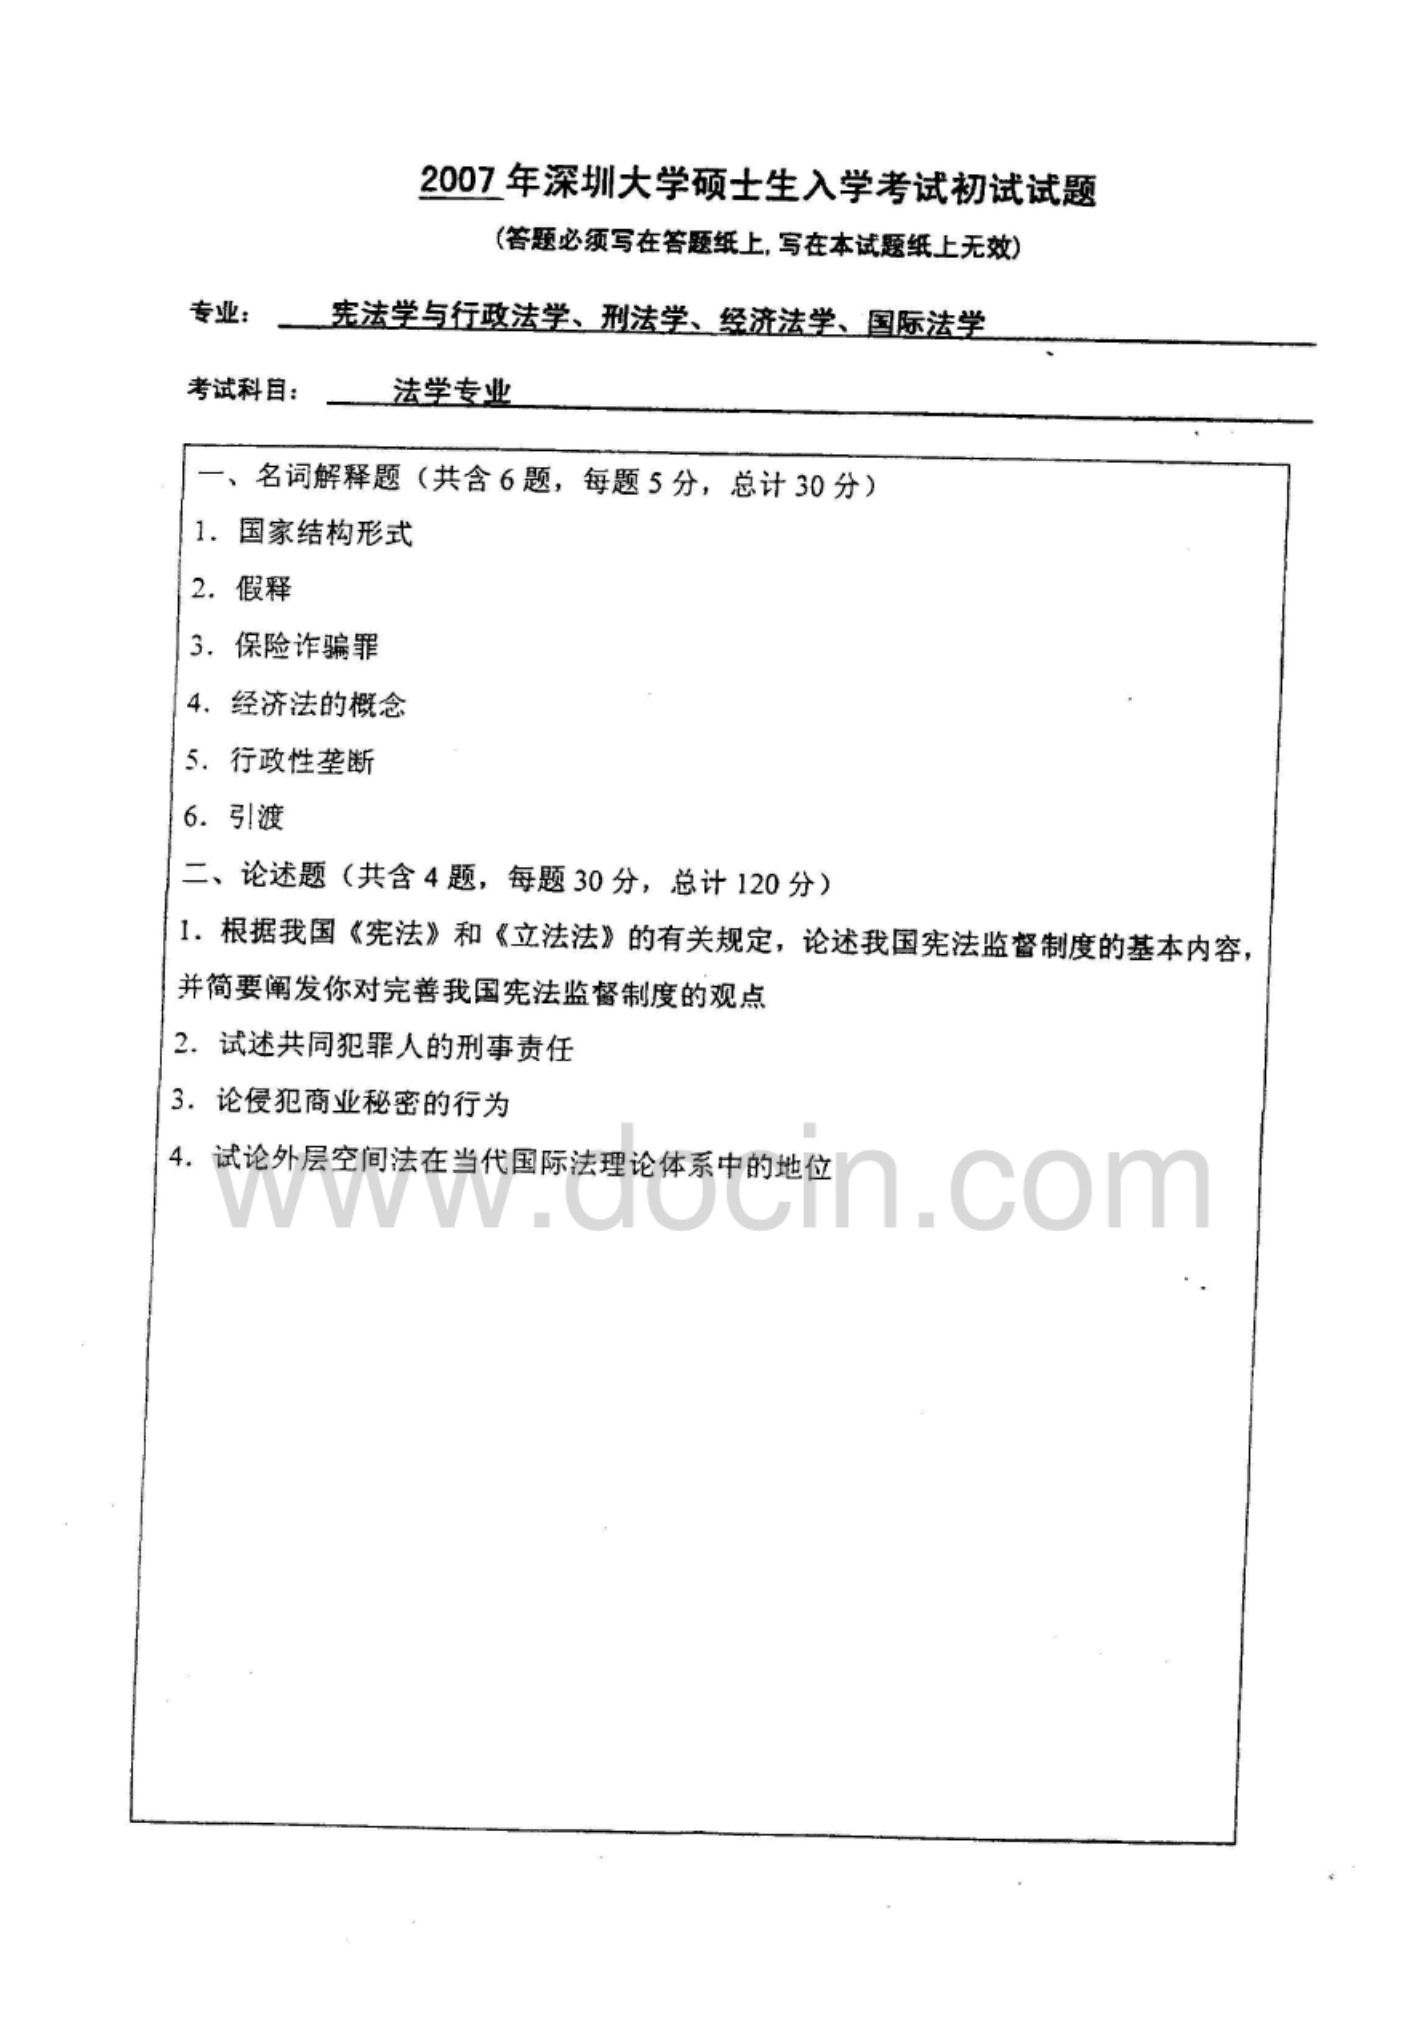 2007 年深圳大学硕士生入学考试初试试题
(答题必须写在答题纸上, 写在本试题纸上无效)
专业: 宪法学与行政法学、刑法学、经济法学、国际法学
考试科目: 法学专业
一、名词解释题（共含 6 题，每题 5 分，总计 30 分）
1. 国家结构形式
2. 假释
3. 保险诈骗罪
4. 经济法的概念
5. 行政性垄断
6. 引渡
二、论述题（共含 4 题，每题 30 分，总计 120 分）
1. 根据我国《宪法》和《立法法》的有关规定，论述我国宪法监督制度的基本内容，
并简要阐发你对完善我国宪法监督制度的观点
2. 试述共同犯罪人的刑事责任
3. 论侵犯商业秘密的行为
4. 试论外层空间法在当代国际法理论体系中的地位
www.docin.com